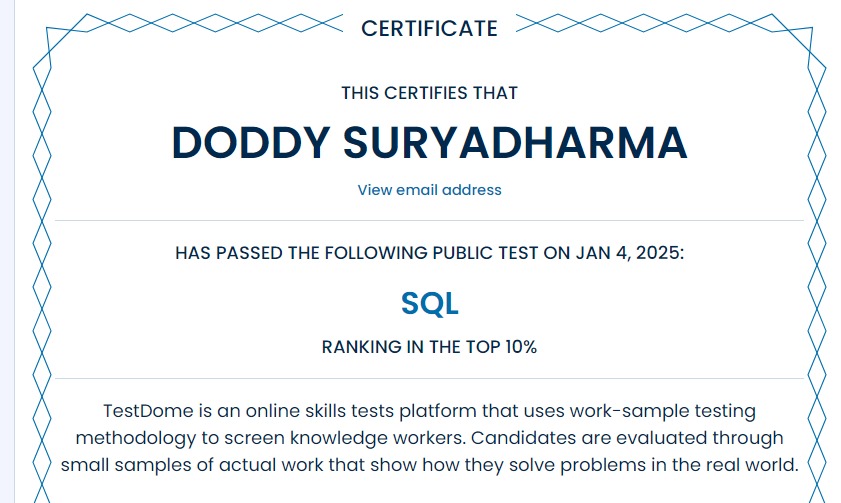 CERTIFICATE
THIS CERTIFIES THAT
DODDY SURYADHARMA
View email address
HAS PASSED THE FOLLOWING PUBLIC TEST ON JAN 4, 2025:
SQL
RANKING IN THE TOP 10%
TestDome is an online skills tests platform that uses work-sample testing
methodology to screen knowledge workers. Candidates are evaluated through
small samples of actual work that show how they solve problems in the real world.